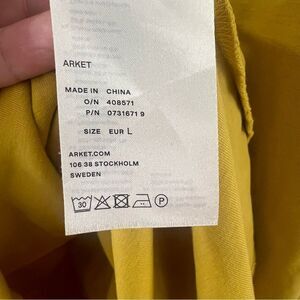 ARKET
MADE IN CHINA
O/N 408571
P/N 0731671 9
SIZE EUR L
ARKET.COM
106 38 STOCKHOLM
SWEDEN
30
P